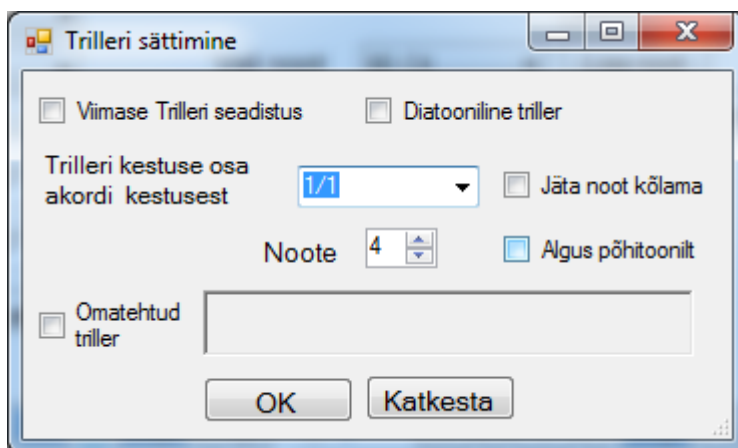 Trilleri sättimine
Viimase Trilleri seadistus
Diatooniline triller
Trilleri kestuse osa
akordi kestusest
1/1
Jäta noot kõlama
Noote
4
Algus põhitoonilt
Omatehtud
triller
OK
Katkesta